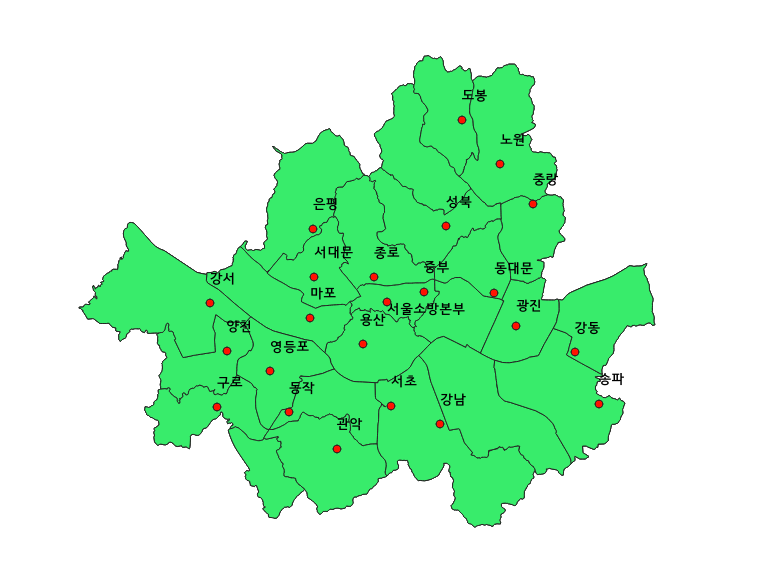 도봉
노원
중랑
성북
은평
서대문
종로
중부
동대문
강서
마포
서울소방본부
광진
용산
양천
강동
영등포
구로
동작
서초
송파
강남
관악